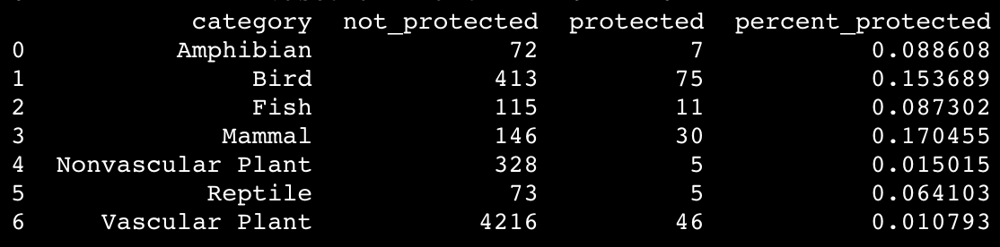 category not_protected protected percent_protected
0 Amphibian 72 7 0.088608
1 Bird 413 75 0.153689
2 Fish 115 11 0.087302
3 Mammal 146 30 0.170455
4 Nonvascular Plant 328 5 0.015015
5 Reptile 73 5 0.064103
6 Vascular Plant 4216 46 0.010793